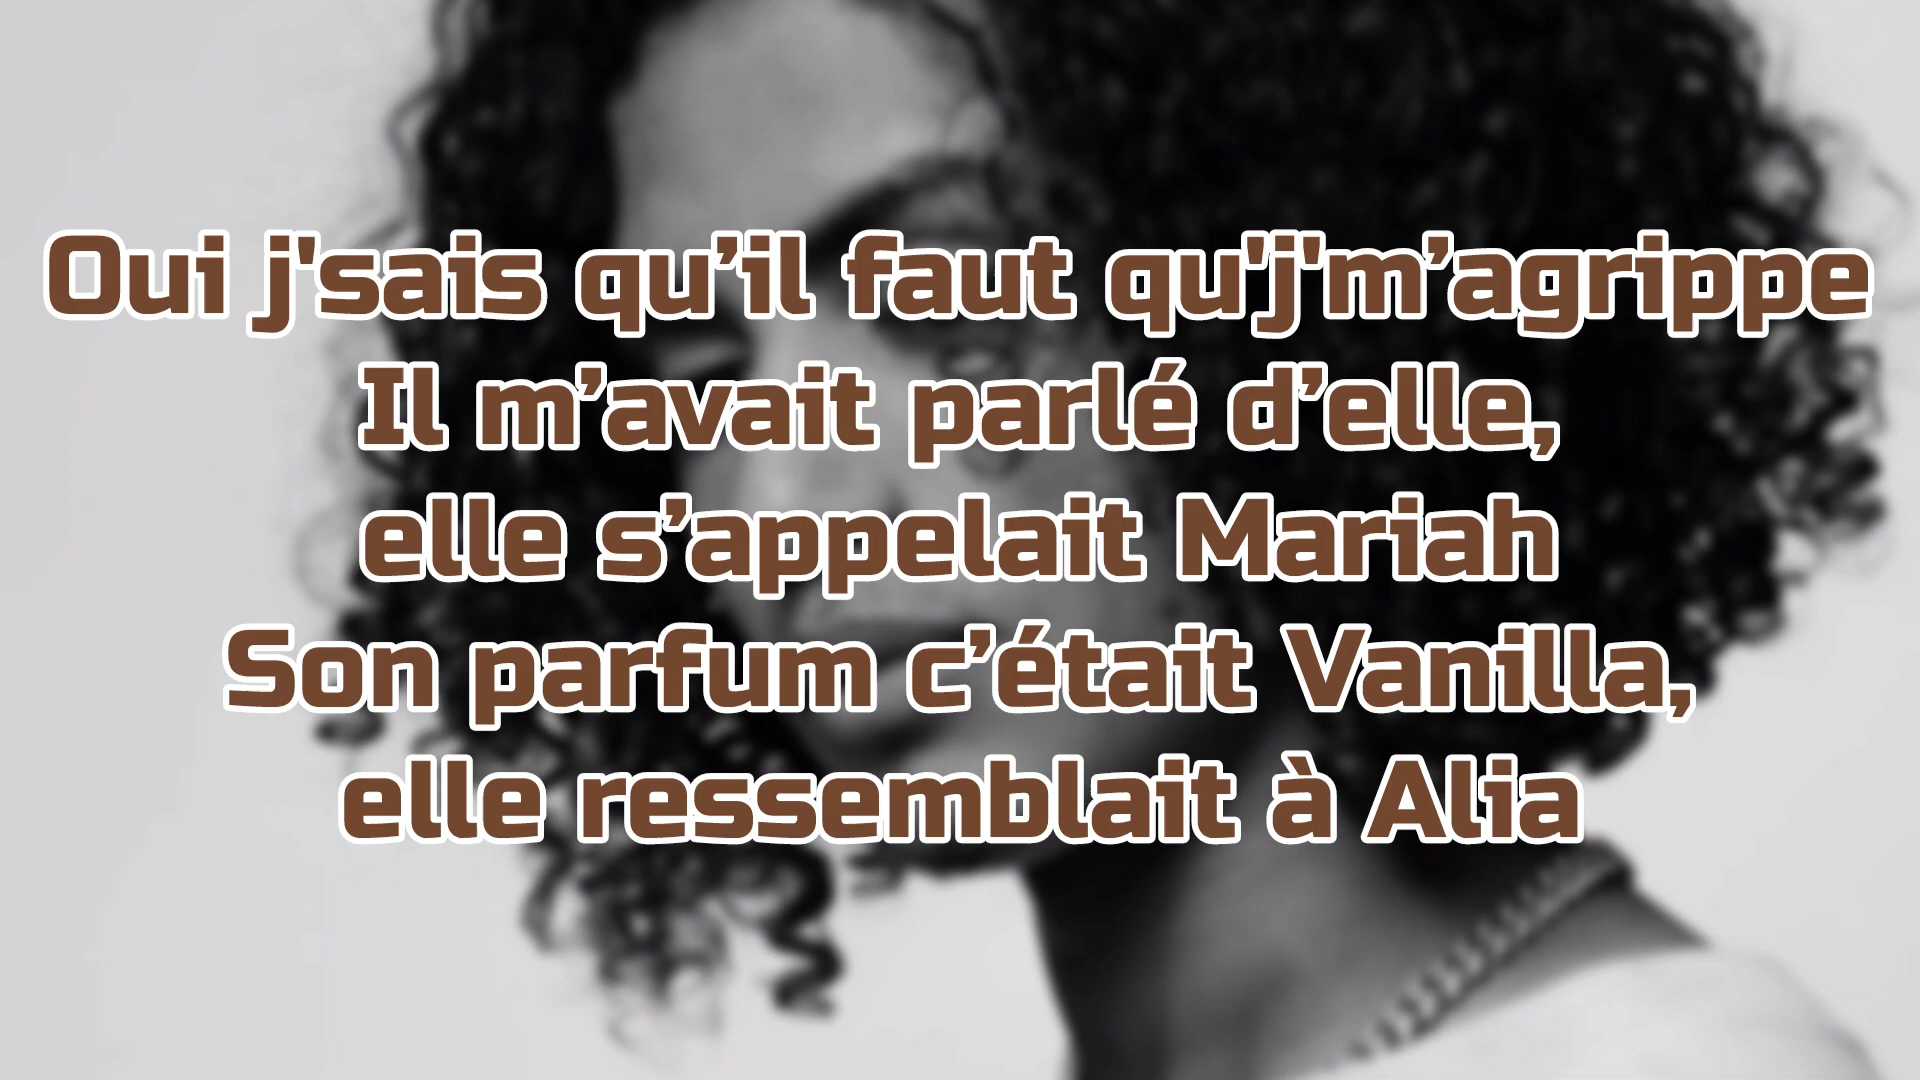 Oui j'sais qu’il faut qu'j'm’agrippe
Il m’avait parlé d’elle,
elle s’appelait Mariah
Son parfum c’était Vanilla,
elle ressemblait à Alia